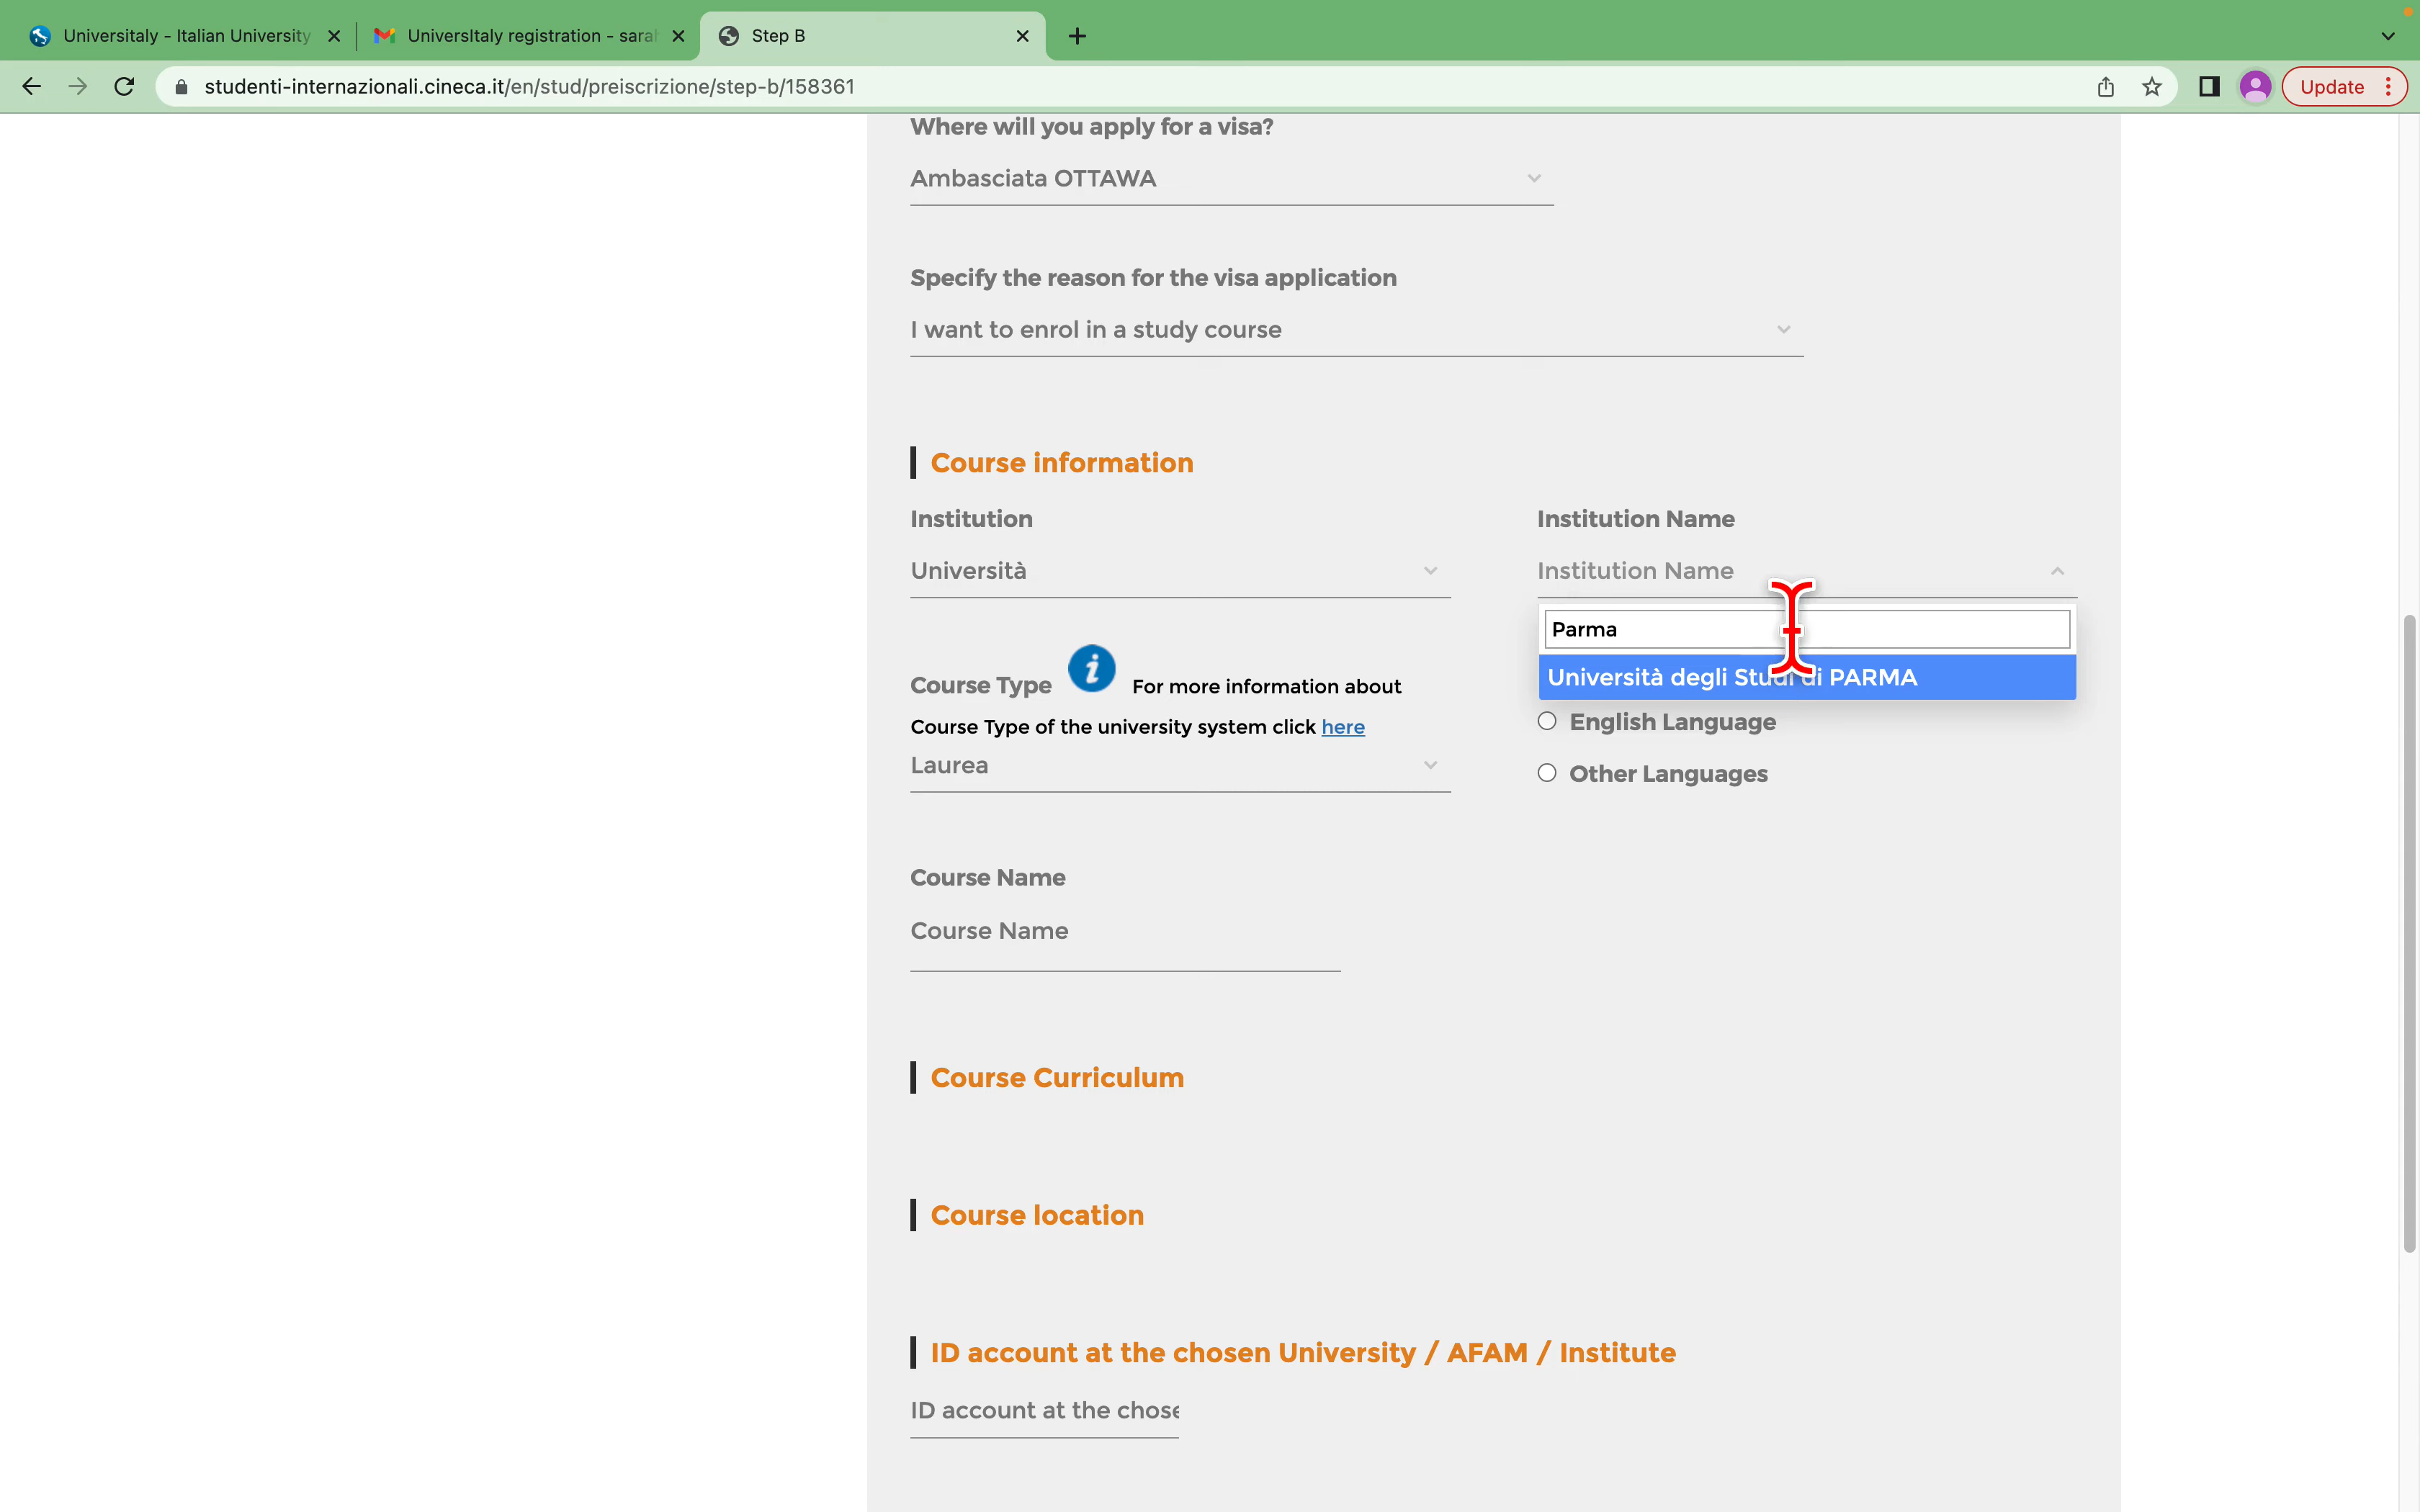 Universitaly - Italian University
UniversItaly registration - sarah
Step B
studenti-internazionali.cineca.it/en/stud/preiscrizione/step-b/158361
Update
Where will you apply for a visa?
Ambasciata OTTAWA
Specify the reason for the visa application
I want to enrol in a study course
Course information
Institution
Institution Name
Università
Institution Name
Parma
Università degli Studi di PARMA
Course Type
i
For more information about
Course Type of the university system click here
Laurea
English Language
Other Languages
Course Name
Course Name
Course Curriculum
Course location
ID account at the chosen University / AFAM / Institute
ID account at the chose